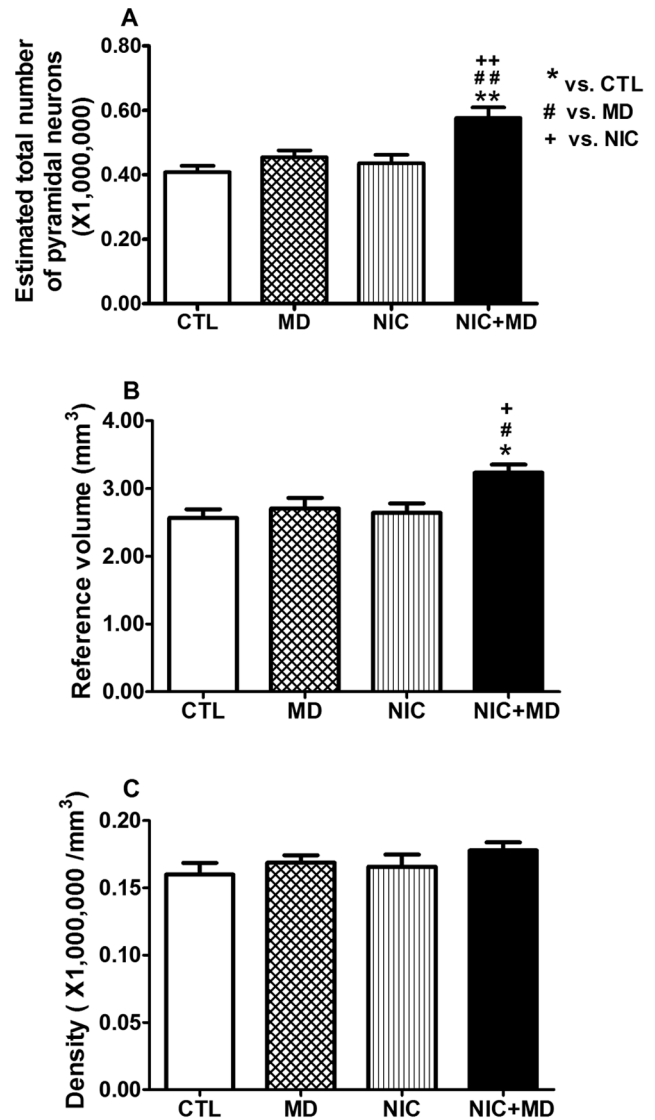 A
Estimated total number
of pyramidal neurons
(X1,000,000)
0.80
0.60
0.40
0.20
0.00
++
##
**
* vs. CTL
# vs. MD
+ vs. NIC
CTL MD NIC NIC+MD
B
Reference volume (mm³)
4.00
3.00
2.00
1.00
0.00
+
#
*
CTL MD NIC NIC+MD
C
Density ( X1,000,000 /mm³)
0.20
0.15
0.10
0.05
0.00
CTL MD NIC NIC+MD